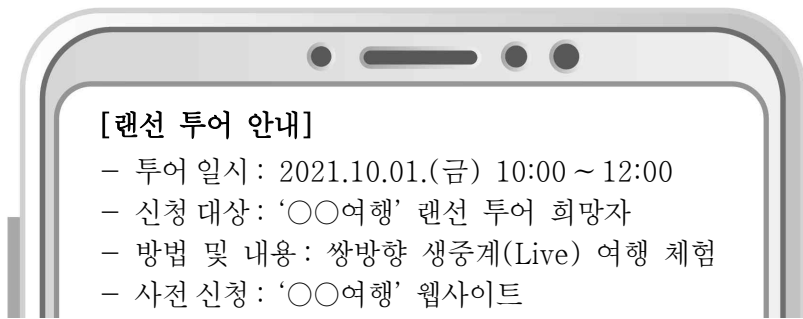 [랜선 투어 안내]
- 투어 일시 : 2021.10.01.(금) 10:00 ~ 12:00
- 신청 대상 : ‘○○여행’ 랜선 투어 희망자
- 방법 및 내용 : 쌍방향 생중계(Live) 여행 체험
- 사전 신청 : ‘○○여행’ 웹사이트